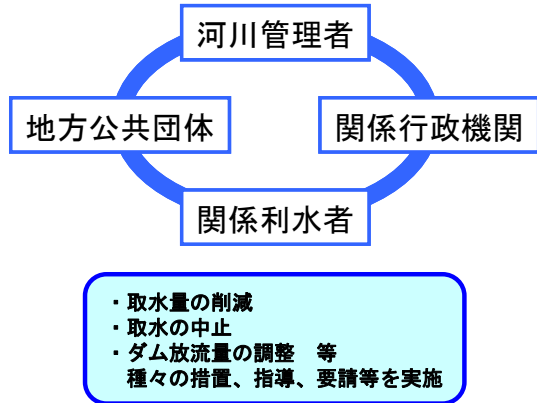 河川管理者
地方公共団体
関係行政機関
関係利水者
・取水量の削減
・取水の中止
・ダム放流量の調整　等
種々の措置、指導、要請等を実施